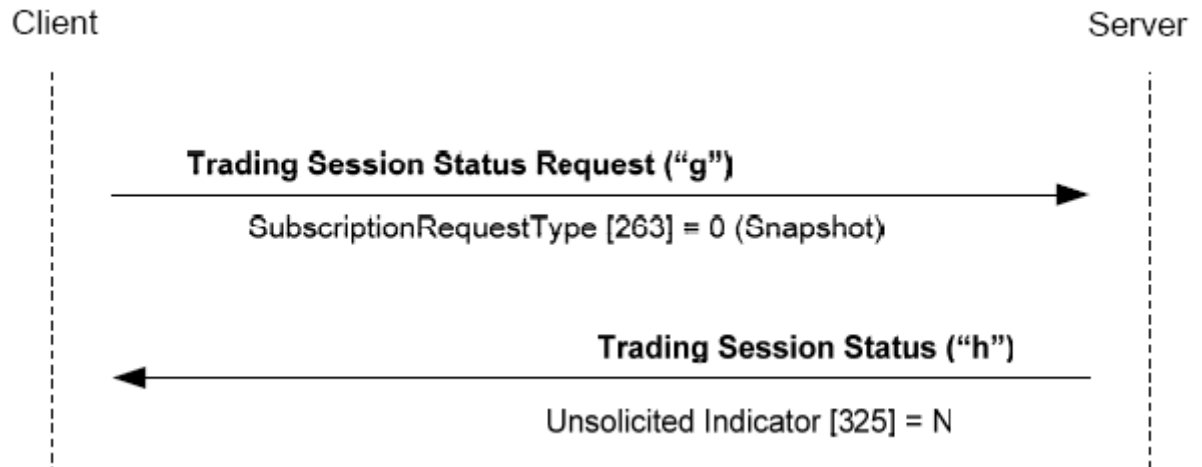 Client
Server
Trading Session Status Request (“g”)
SubscriptionRequestType [263] = 0 (Snapshot)
Trading Session Status (“h”)
Unsolicited Indicator [325] = N